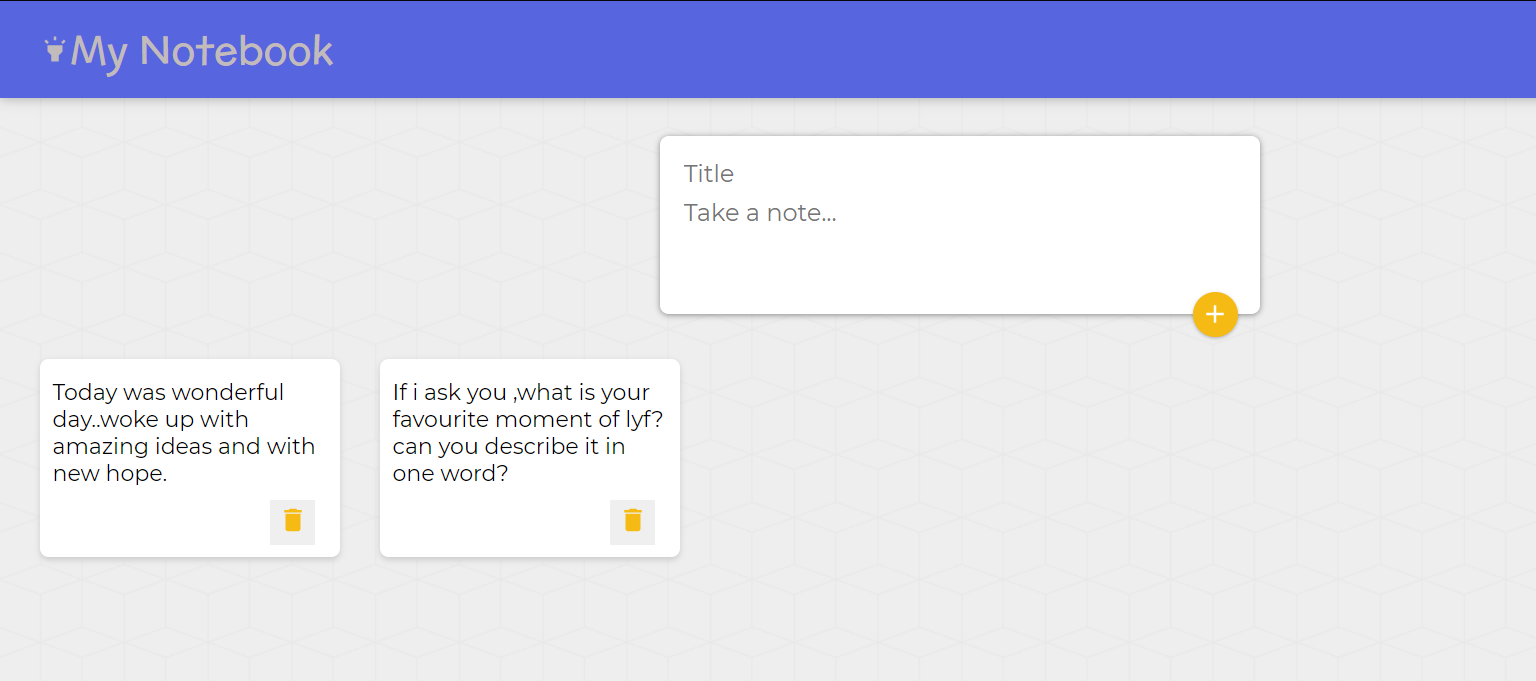 My Notebook
Title
Take a note...
Today was wonderful
day..woke up with
amazing ideas and with
new hope.
If i ask you ,what is your
favourite moment of lyf?
can you describe it in
one word?